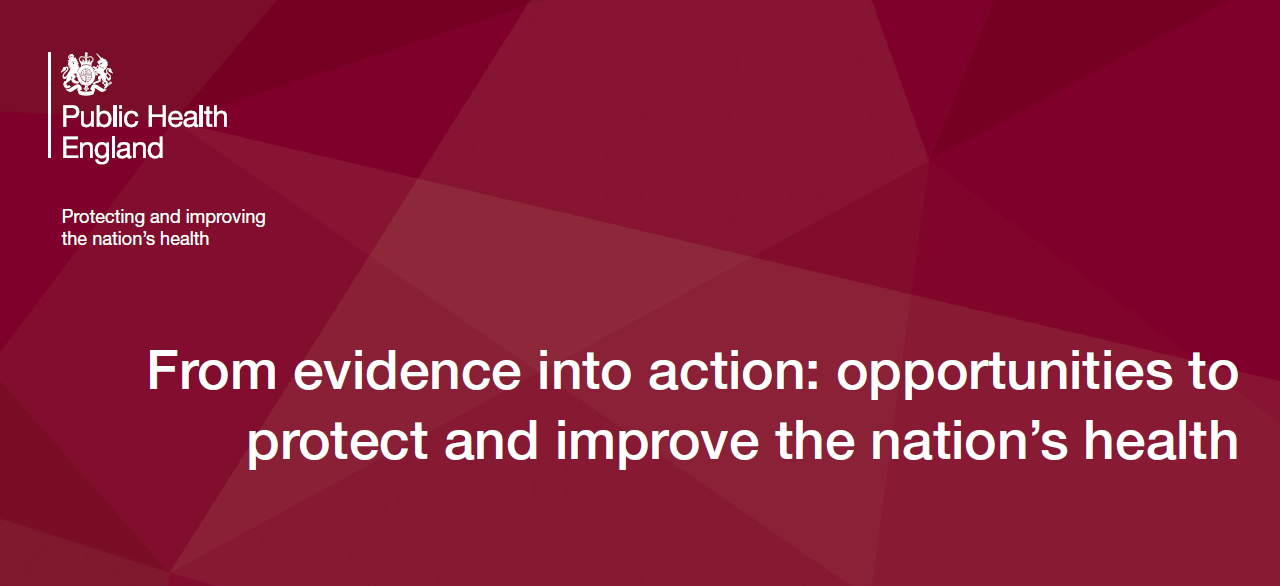 Public Health
England
Protecting and improving
the nation’s health
From evidence into action: opportunities to
protect and improve the nation’s health